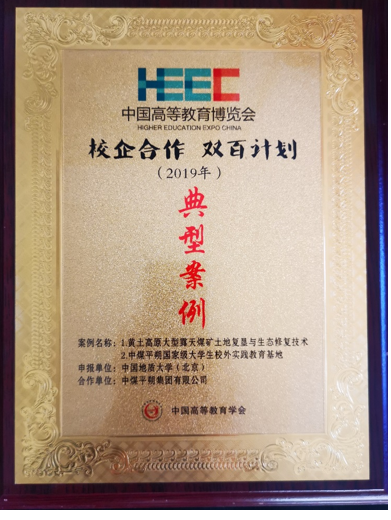 HEEC
中国高等教育博览会
HIGHER EDUCATION EXPO CHINA
校企合作 双百计划
（2019年）
典型案例
案例名称：1.黄土高原大型露天煤矿土地复垦与生态修复技术
2.中煤平朔国家级大学生校外实践教育基地
申报单位：中国地质大学（北京）
合作单位：中煤平朔集团有限公司
中国高等教育学会